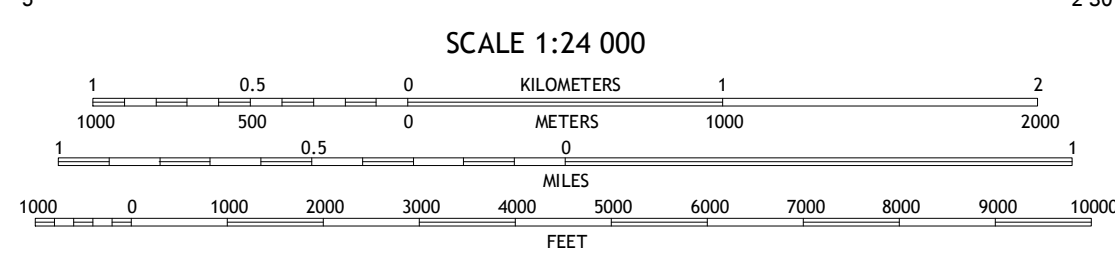 SCALE 1:24 000
1 0.5 0 KILOMETERS 1 2
1000 500 0 METERS 1000 2000
1 0.5 0 1
MILES
1000 0 1000 2000 3000 4000 5000 6000 7000 8000 9000 10000
FEET